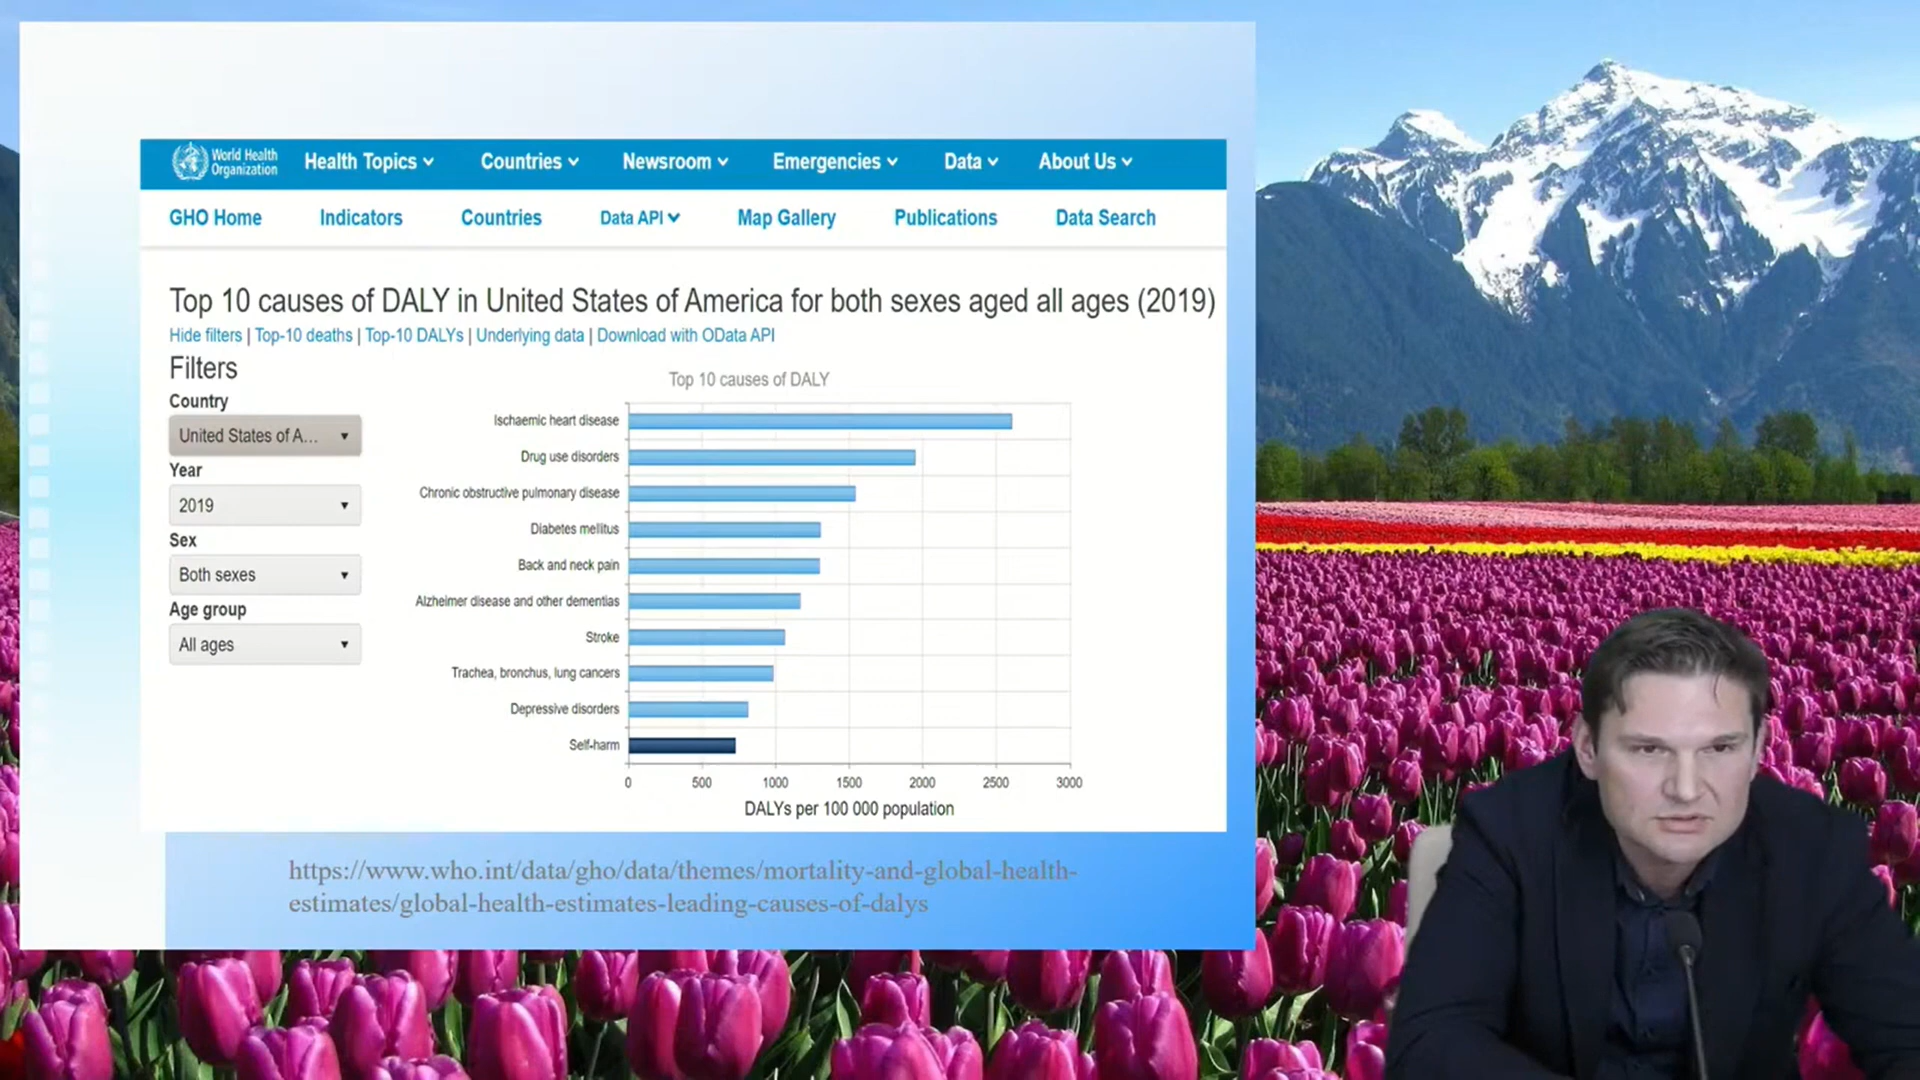 World Health
Organization
Health Topics
Countries
Newsroom
Emergencies
Data
About Us
GHO Home
Indicators
Countries
Data API
Map Gallery
Publications
Data Search
Top 10 causes of DALY in United States of America for both sexes aged all ages (2019)
Hide filters | Top-10 deaths | Top-10 DALYs | Underlying data | Download with OData API
Filters
Country
United States of A...
Year
2019
Sex
Both sexes
Age group
All ages
Top 10 causes of DALY
Ischaemic heart disease
Drug use disorders
Chronic obstructive pulmonary disease
Diabetes mellitus
Back and neck pain
Alzheimer disease and other dementias
Stroke
Trachea, bronchus, lung cancers
Depressive disorders
Self-harm
0 500 1000 1500 2000 2500 3000
DALYs per 100 000 population
https://www.who.int/data/gho/data/themes/mortality-and-global-health-
estimates/global-health-estimates-leading-causes-of-dalys